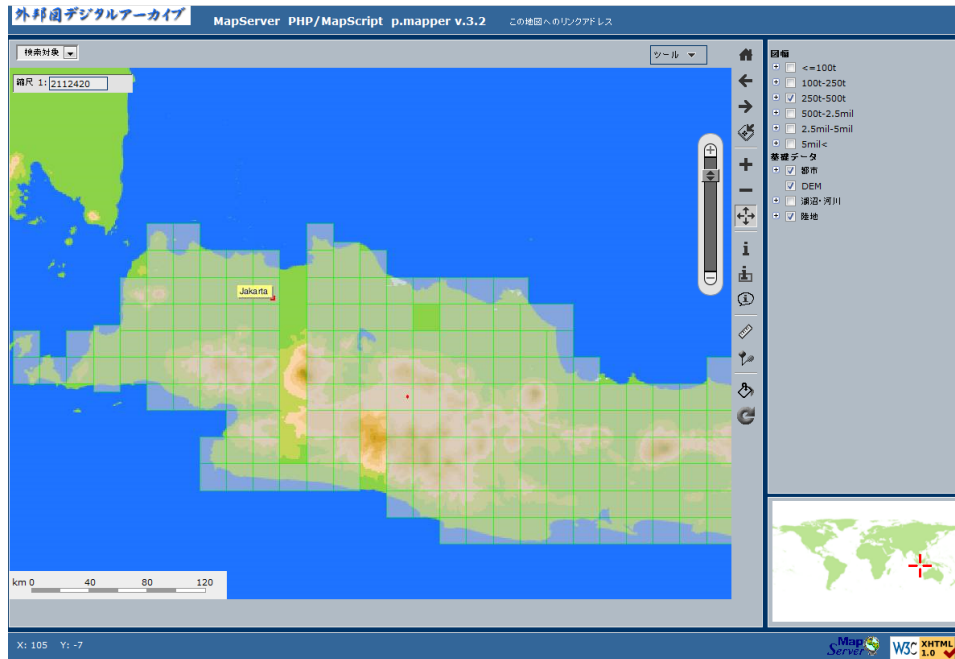 外邦図デジタルアーカイブ
MapServer PHP/MapScript p.mapper v.3.2
この地図へのリンクアドレス
検索対象
ツール
縮尺 1: 2112420
Jakarta
km 0 40 80 120
図幅
<=100t
100t-250t
250t-500t
500t-2.5mil
2.5mil-5mil
5mil<
基礎データ
都市
DEM
湖沼・河川
陸地
X: 105 Y: -7
Map
Server
W3C XHTML
1.0